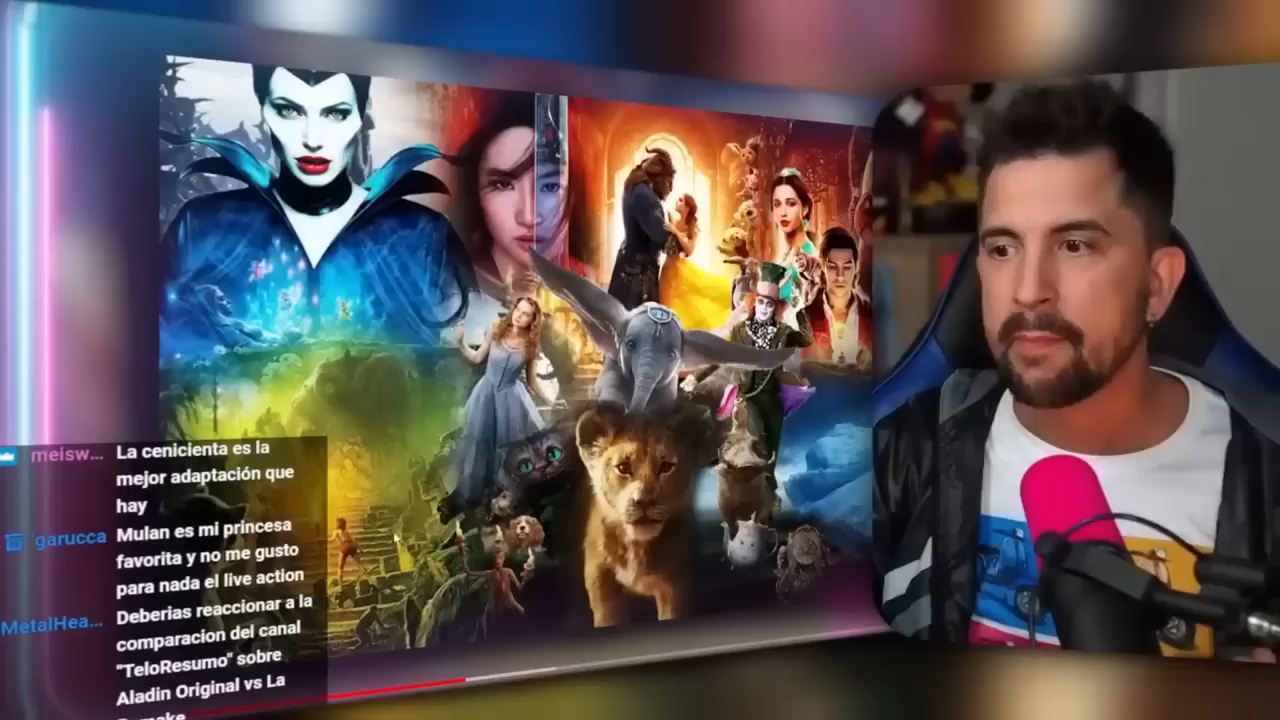 meisw...
La cenicienta es la
mejor adaptación que
hay
garucca
Mulan es mi princesa
favorita y no me gusto
para nada el live action
MetalHea...
Deberias reaccionar a la
comparacion del canal
"TeloResumo" sobre
Aladin Original vs La
Remake